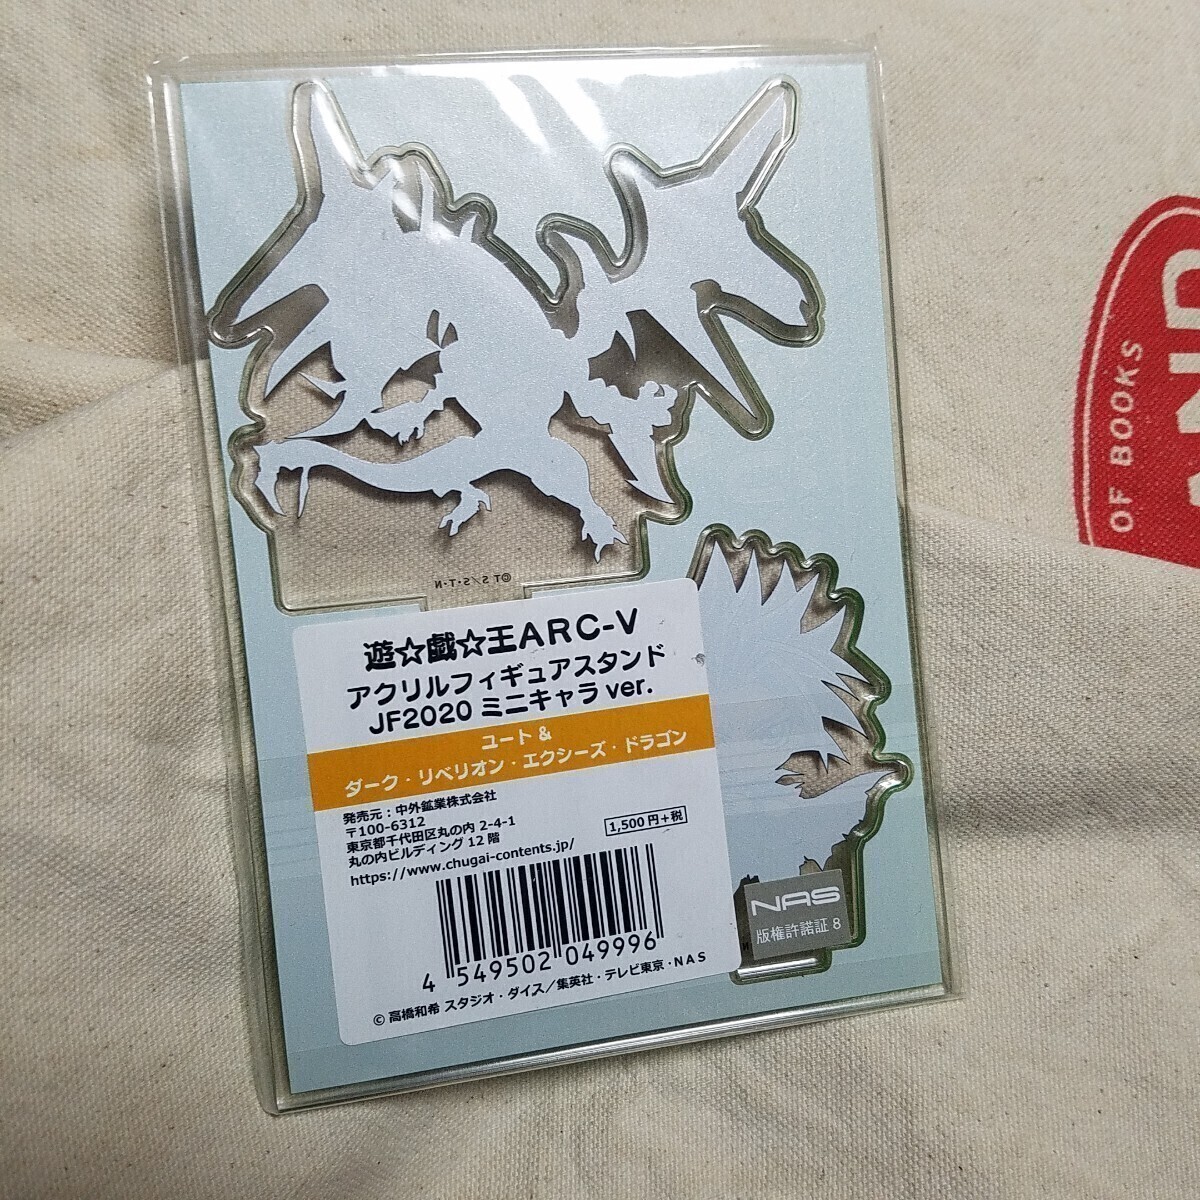 ©TS/S・T・N
遊☆戯☆王ARC-V
アクリルフィギュアスタンド
JF2020 ミニキャラ ver.
ユート &
ダーク・リベリオン・エクシーズ・ドラゴン
発売元：中外鉱業株式会社
〒100-6312
東京都千代田区丸の内 2-4-1
丸の内ビルディング 12 階
https://www.chugai-contents.jp/
1,500 円+税
4 549502 049996
© 高橋和希 スタジオ・ダイス／集英社・テレビ東京・NAS
NAS
版権許諾証 8
OF BOOKS